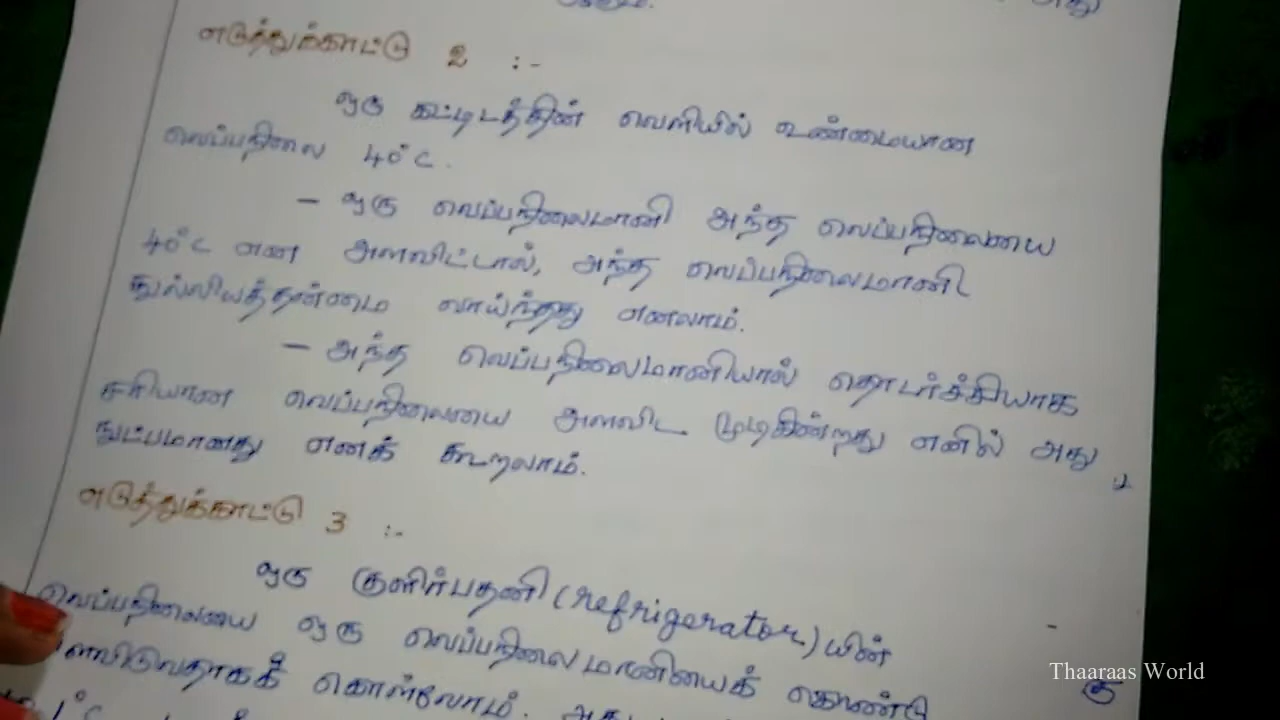 அது
எடுத்துக்காட்டு 2 :-
ஒரு கட்டிடத்தின் வெளியில் உண்மையான
வெப்பநிலை 40°C.
– ஒரு வெப்பநிலைமானி அந்த வெப்பநிலையை
40°C என அளவிட்டால், அந்த வெப்பநிலைமானி
துல்லியத்தன்மை வாய்ந்தது எனலாம்.
– அந்த வெப்பநிலைமானியால் தொடர்ச்சியாக
சரியான வெப்பநிலையை அளவிட முடிகின்றது எனில் அது
நுட்பமானது எனக் கூறலாம்.
எடுத்துக்காட்டு 3 :-
ஒரு குளிர்பதனி (refrigerator) யின்
வெப்பநிலையை ஒரு வெப்பநிலைமானியைக் கொண்டு
அளவிடுவதாகக் கொள்வோம்.
Thaaraas World